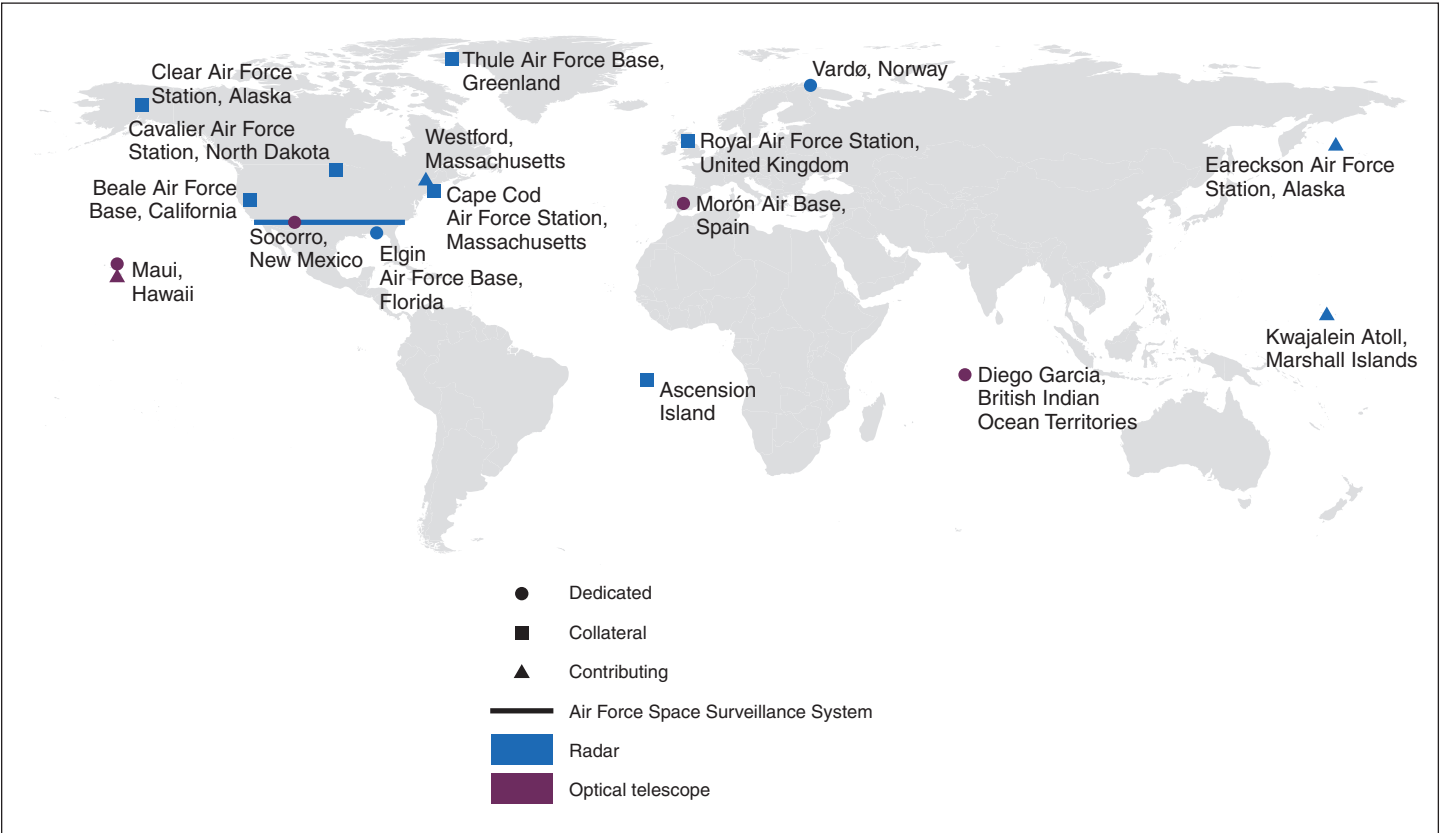 Clear Air Force
Station, Alaska
Thule Air Force Base,
Greenland
Vardø, Norway
Cavalier Air Force
Station, North Dakota
Westford,
Massachusetts
Royal Air Force Station,
United Kingdom
Eareckson Air Force
Station, Alaska
Beale Air Force
Base, California
Cape Cod
Air Force Station,
Massachusetts
Morón Air Base,
Spain
Socorro,
New Mexico
Elgin
Air Force Base,
Florida
Maui,
Hawaii
Kwajalein Atoll,
Marshall Islands
Ascension
Island
Diego Garcia,
British Indian
Ocean Territories
Dedicated
Collateral
Contributing
Air Force Space Surveillance System
Radar
Optical telescope